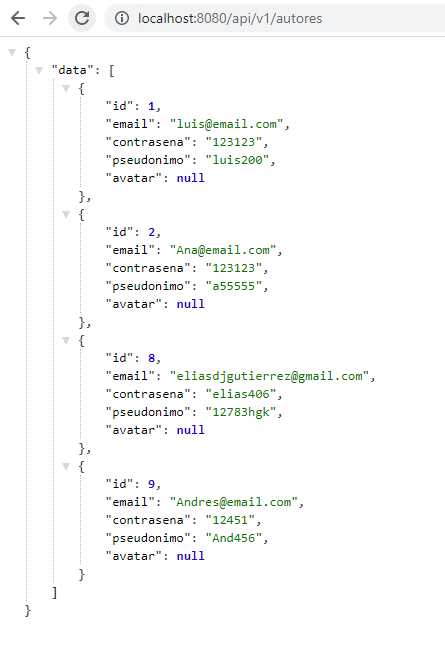 localhost:8080/api/v1/autores
{
"data": [
{
"id": 1,
"email": "luis@email.com",
"contrasena": "123123",
"pseudonimo": "luis200",
"avatar": null
},
{
"id": 2,
"email": "Ana@email.com",
"contrasena": "123123",
"pseudonimo": "a55555",
"avatar": null
},
{
"id": 8,
"email": "eliasdjgutierrez@gmail.com",
"contrasena": "elias406",
"pseudonimo": "12783hgk",
"avatar": null
},
{
"id": 9,
"email": "Andres@email.com",
"contrasena": "12451",
"pseudonimo": "And456",
"avatar": null
}
]
}